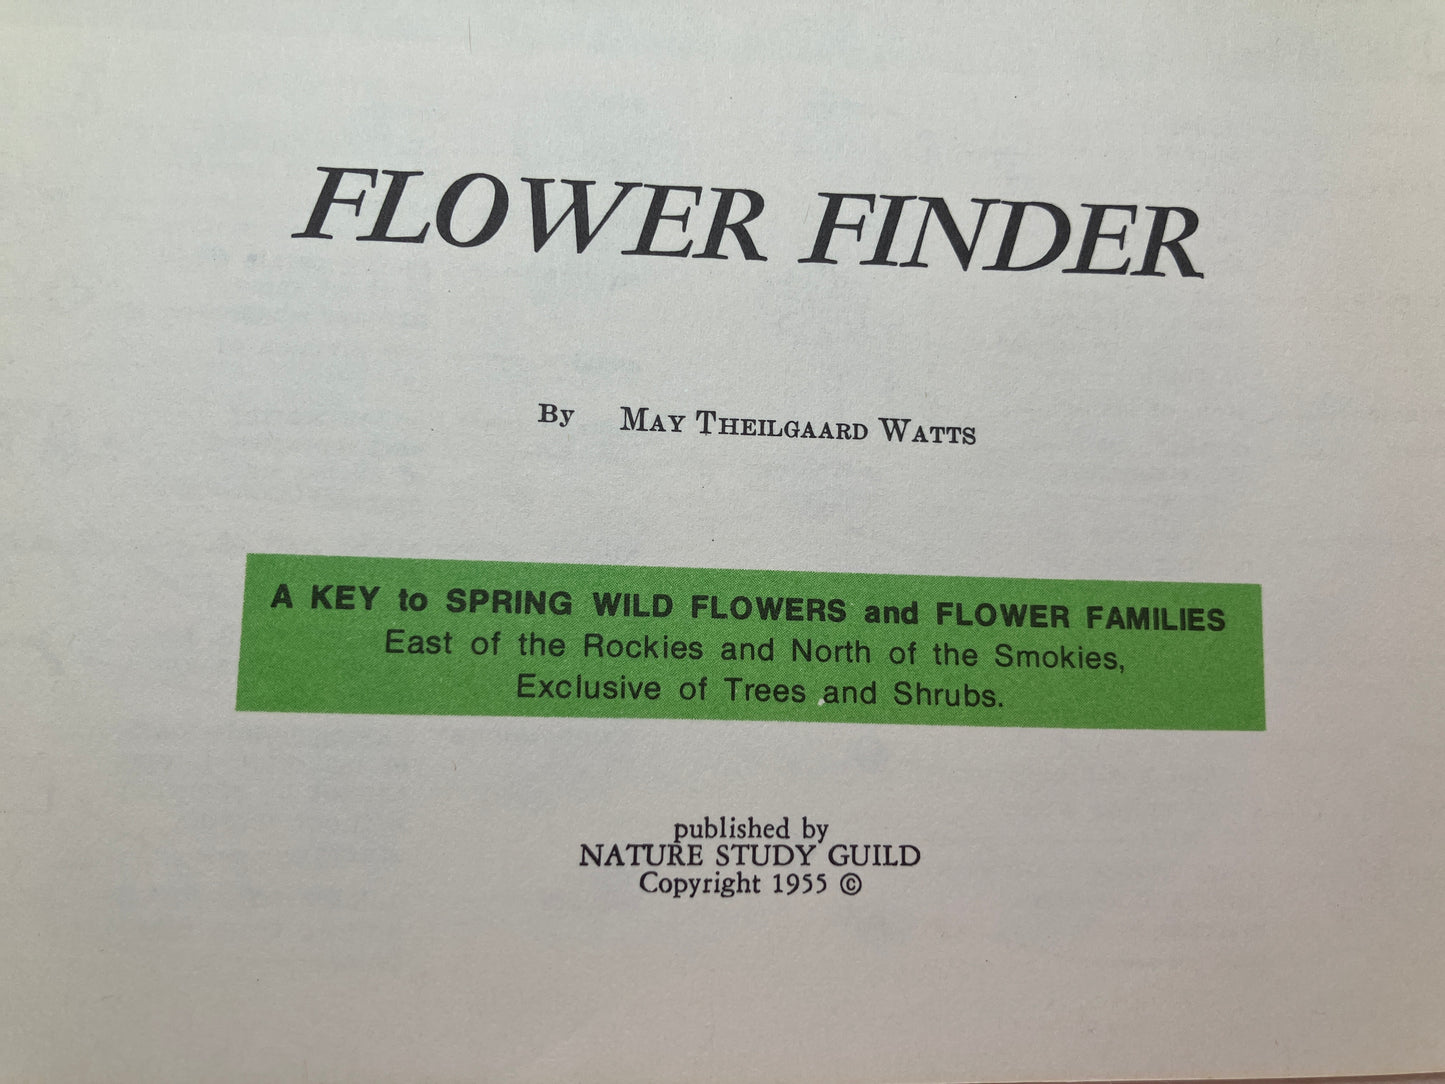 FLOWER FINDER
By May Theilgaard Watts
A KEY to SPRING WILD FLOWERS and FLOWER FAMILIES
East of the Rockies and North of the Smokies,
Exclusive of Trees and Shrubs.
published by
NATURE STUDY GUILD
Copyright 1955 ©